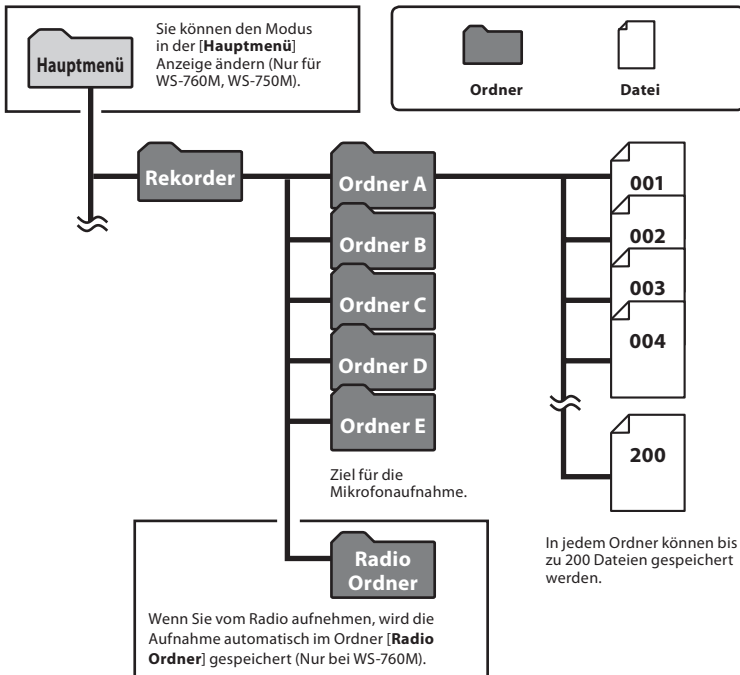 Hauptmenü
Sie können den Modus
in der [Hauptmenü]
Anzeige ändern (Nur für
WS-760M, WS-750M).
Ordner
Datei
Rekorder
Ordner A
Ordner B
Ordner C
Ordner D
Ordner E
001
002
003
004
200
Ziel für die
Mikrofonaufnahme.
In jedem Ordner können bis
zu 200 Dateien gespeichert
werden.
Radio
Ordner
Wenn Sie vom Radio aufnehmen, wird die
Aufnahme automatisch im Ordner [Radio
Ordner] gespeichert (Nur bei WS-760M).